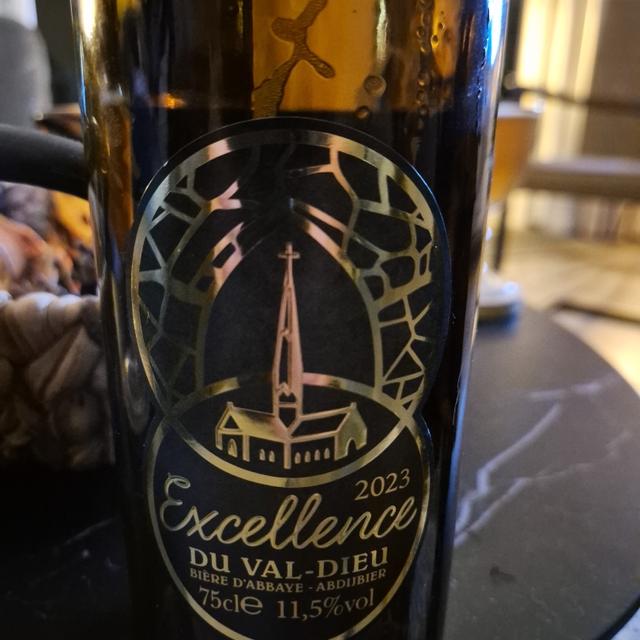 2023
Excellence
DU VAL-DIEU
BIÈRE D'ABBAYE - ABDIJBIER
75cl℮ 11,5%vol